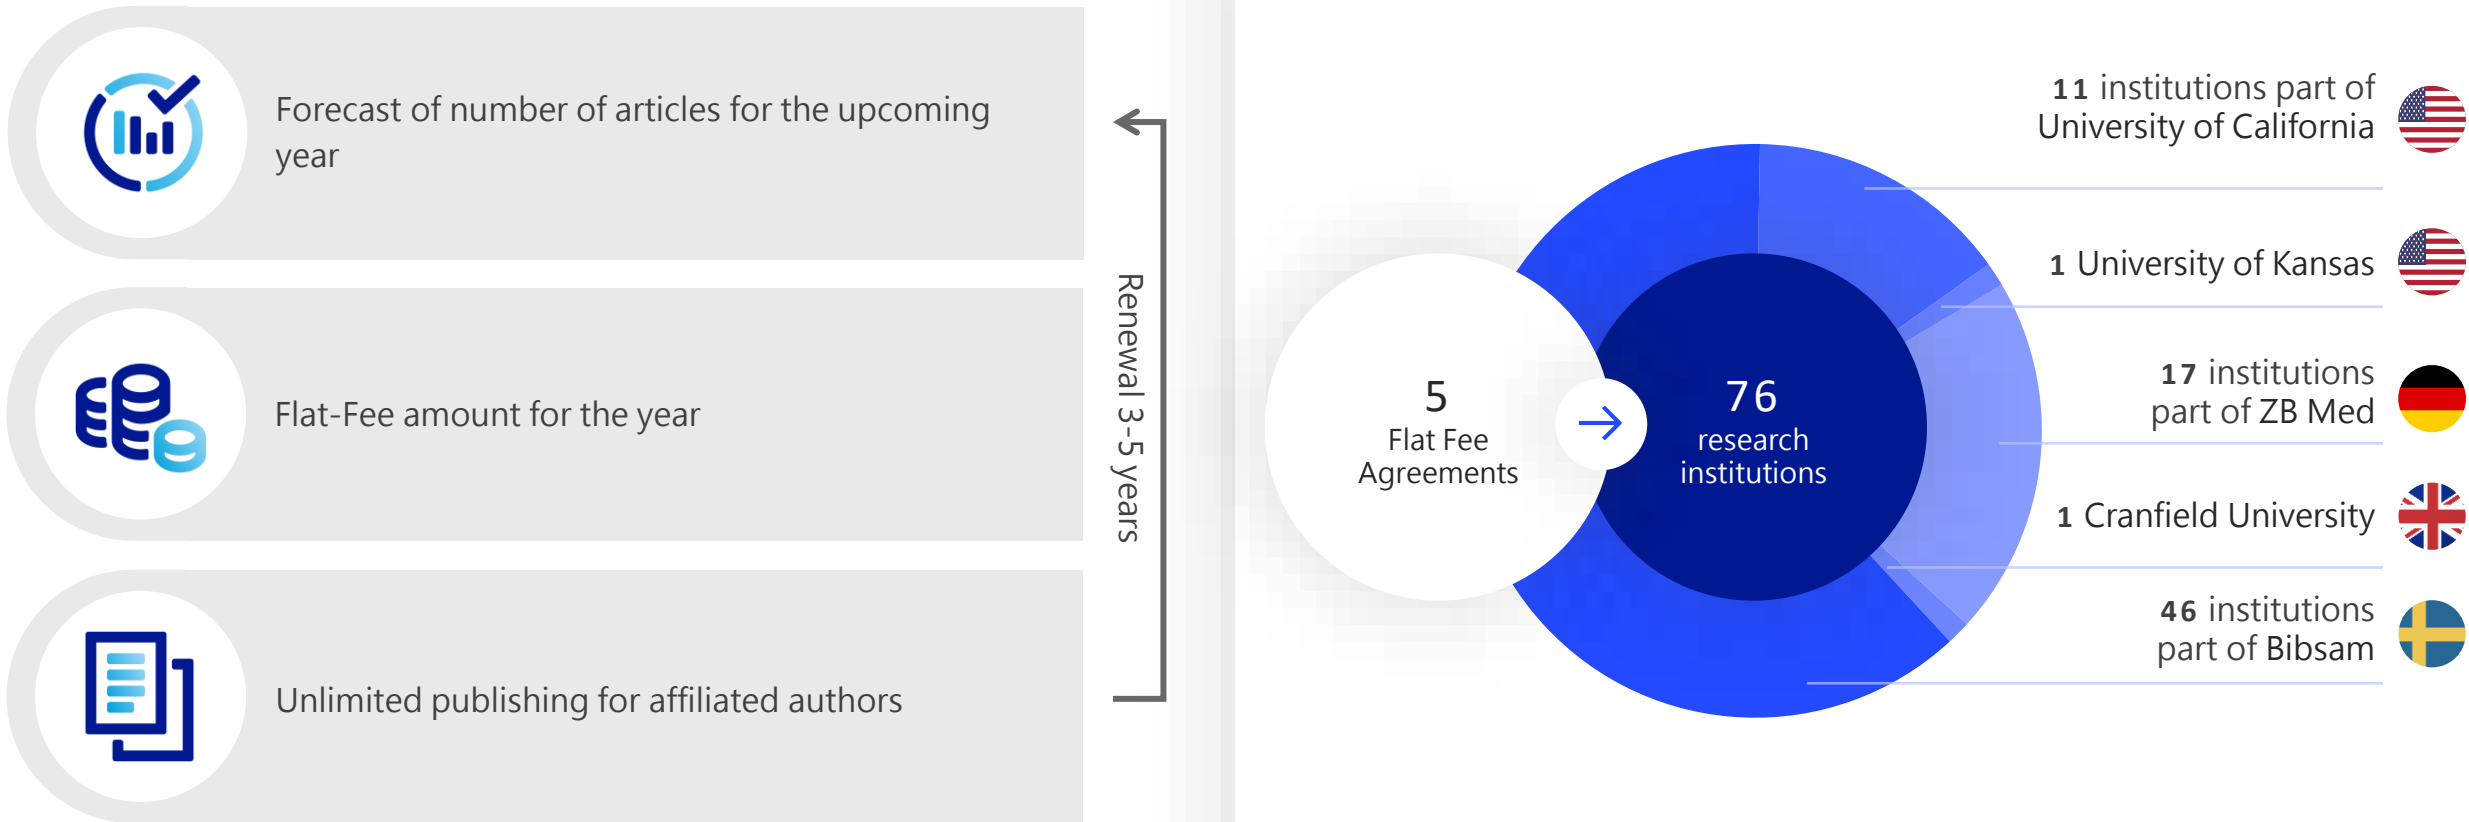 Forecast of number of articles for the upcoming
year
Flat-Fee amount for the year
Unlimited publishing for affiliated authors
Renewal 3-5 years
5
Flat Fee
Agreements
76
research
institutions
11 institutions part of
University of California
1 University of Kansas
17 institutions
part of ZB Med
1 Cranfield University
46 institutions
part of Bibsam